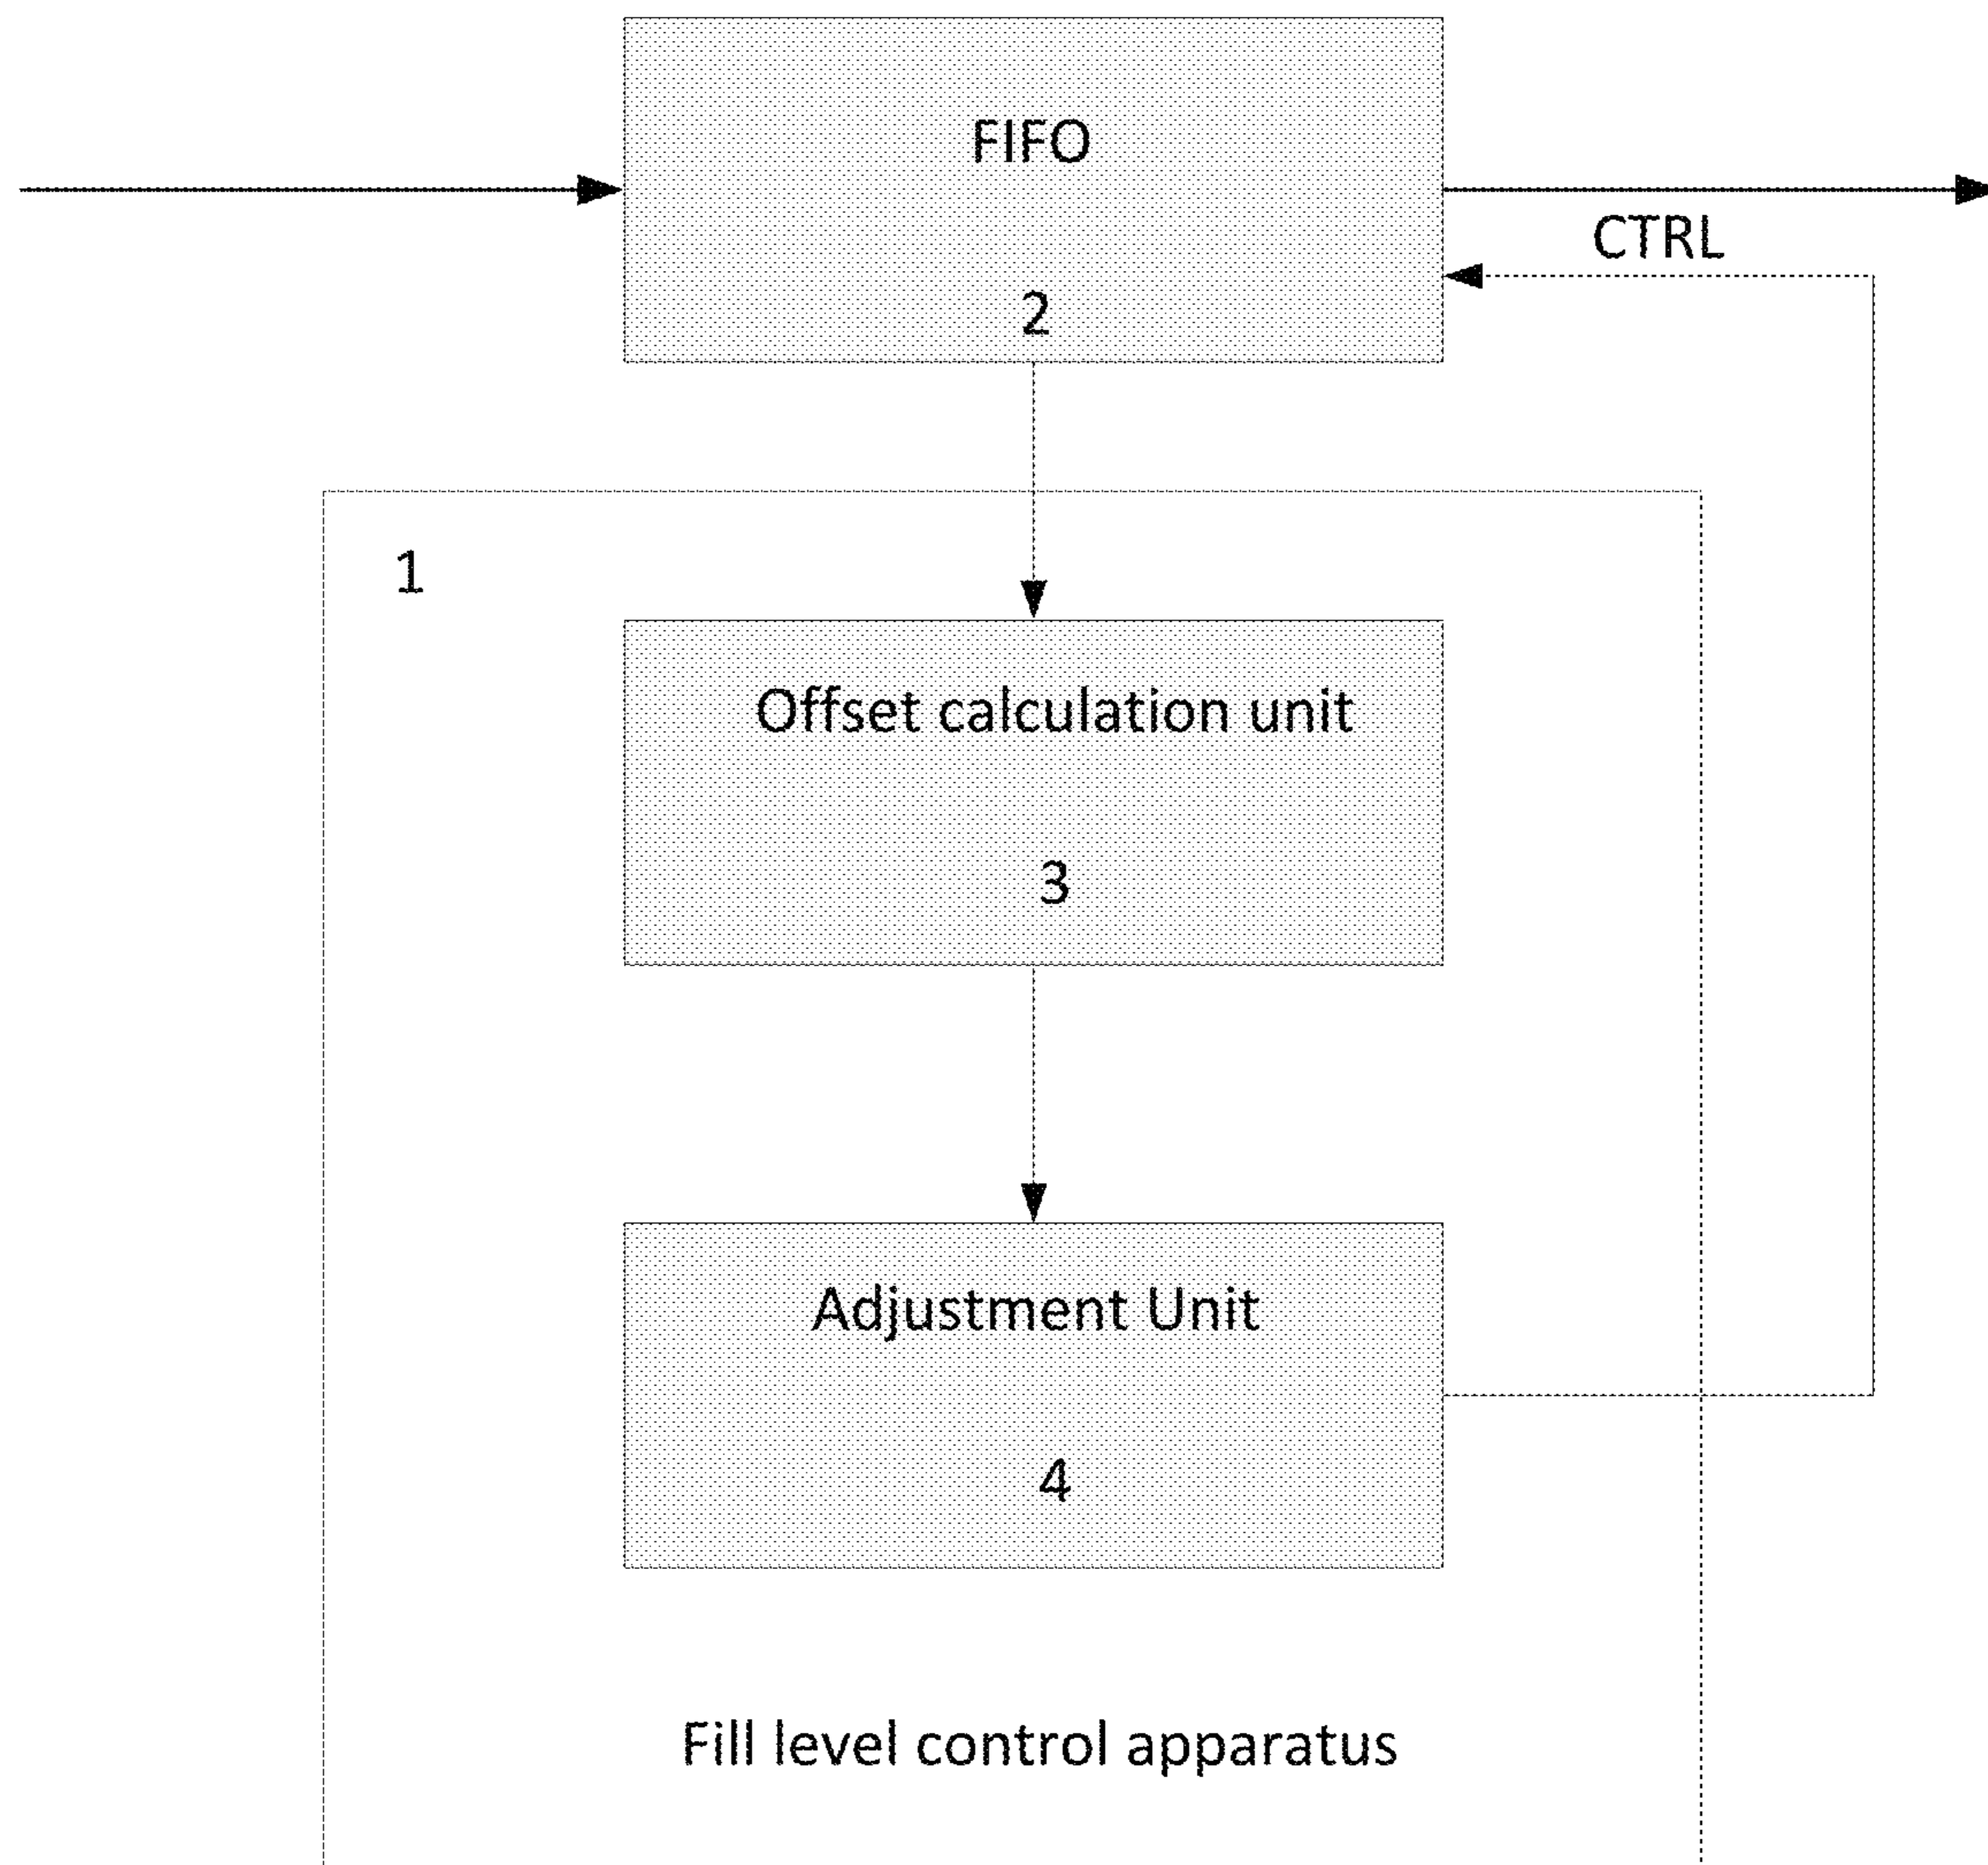 FIFO
CTRL
2
1
Offset calculation unit
3
Adjustment Unit
4
Fill level control apparatus